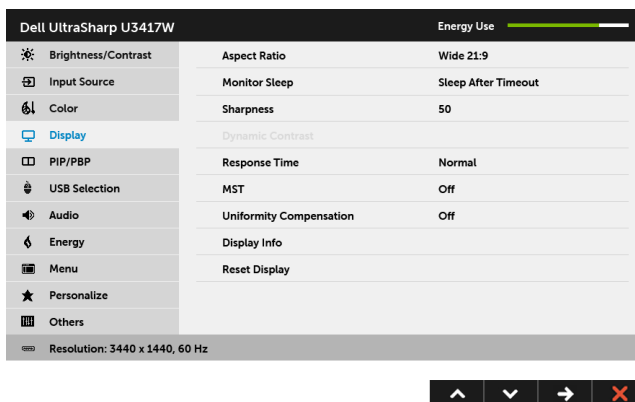 Dell UltraSharp U3417W Energy Use
Brightness/Contrast Aspect Ratio Wide 21:9
Input Source Monitor Sleep Sleep After Timeout
Color Sharpness 50
Display Dynamic Contrast
PIP/PBP Response Time Normal
USB Selection MST Off
Audio Uniformity Compensation Off
Energy Display Info
Menu Reset Display
Personalize
Others
Resolution: 3440 x 1440, 60 Hz